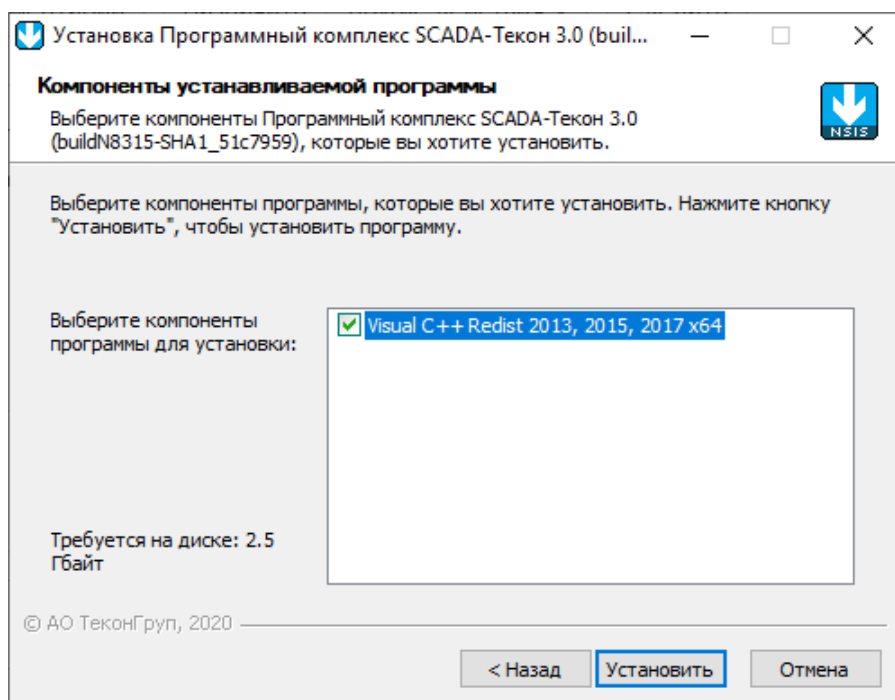 Установка Программный комплекс SCADA-Текон 3.0 (buil...
Компоненты устанавливаемой программы
Выберите компоненты Программный комплекс SCADA-Текон 3.0
(buildN8315-SHA1_51c7959), которые вы хотите установить.
NSIS
Выберите компоненты программы, которые вы хотите установить. Нажмите кнопку
"Установить", чтобы установить программу.
Выберите компоненты
программы для установки:
Visual C++ Redist 2013, 2015, 2017 x64
Требуется на диске: 2.5
Гбайт
© АО ТеконГруп, 2020
< Назад
Установить
Отмена